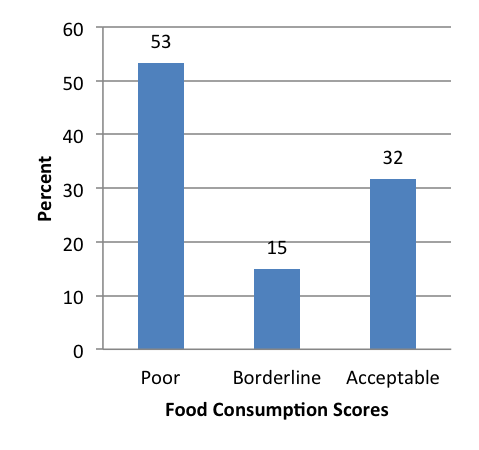 60
50
40
30
20
10
0
Percent
53
15
32
Poor
Borderline
Acceptable
Food Consumption Scores